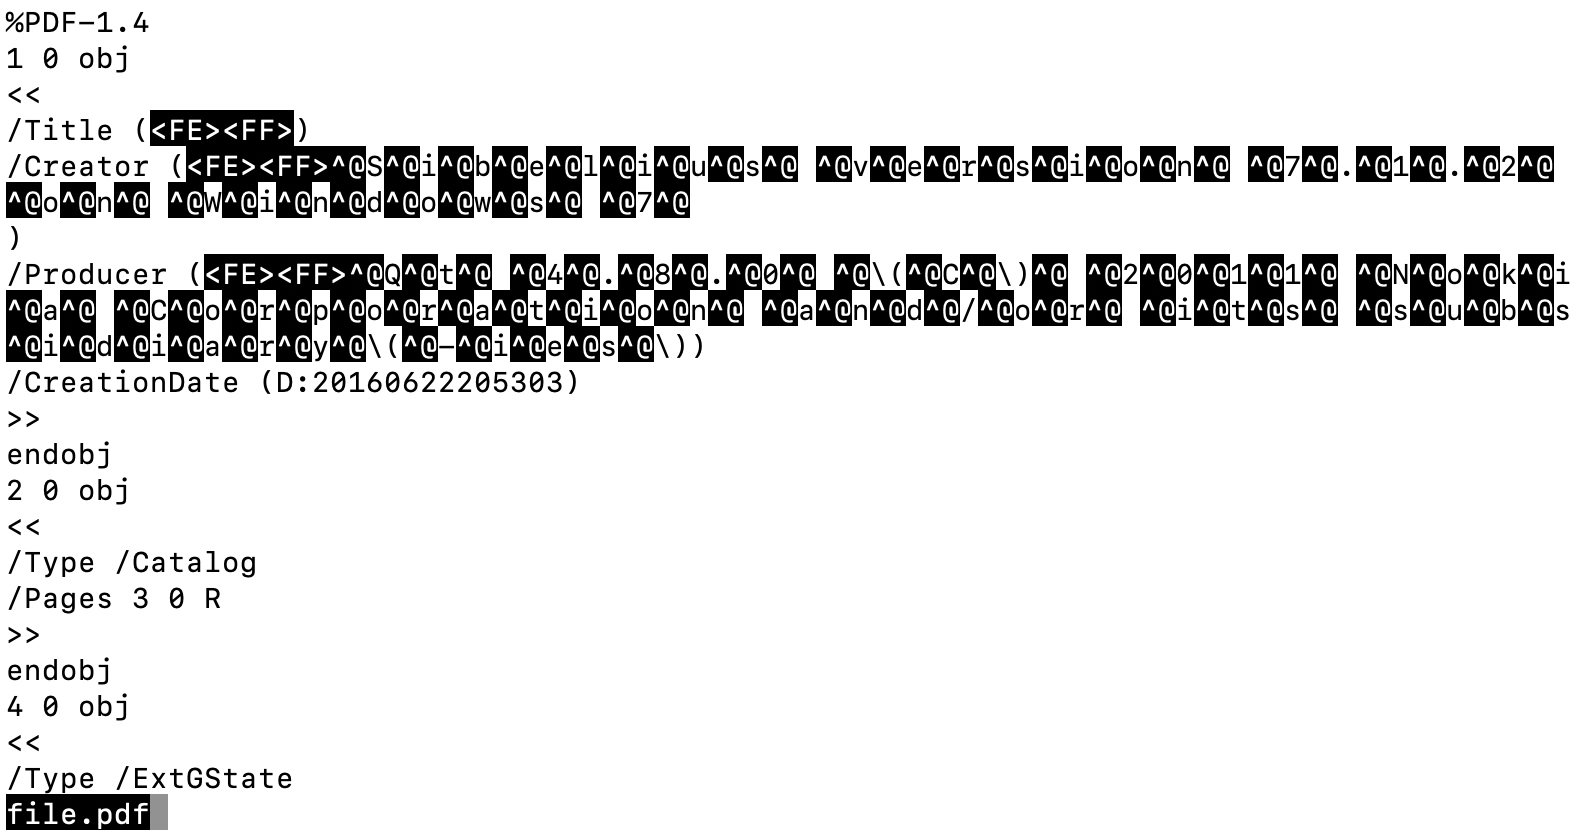 %PDF-1.4
1 0 obj
<<
/Title (<FE><FF>)
/Creator (<FE><FF>^@S^@i^@b^@e^@l^@i^@u^@s^@ ^@v^@e^@r^@s^@i^@o^@n^@ ^@7^@.^@1^@.^@2^@
^@o^@n^@ ^@W^@i^@n^@d^@o^@w^@s^@ ^@7^@
)
/Producer (<FE><FF>^@Q^@t^@ ^@4^@.^@8^@.^@0^@ ^@\(^@C^@\)^@ ^@2^@0^@1^@1^@ ^@N^@o^@k^@i
^@a^@ ^@C^@o^@r^@p^@o^@r^@a^@t^@i^@o^@n^@ ^@a^@n^@d^@/^@o^@r^@ ^@i^@t^@s^@ ^@s^@u^@b^@s
^@i^@d^@i^@a^@r^@y^@\(^@-^@i^@e^@s^@\))
/CreationDate (D:20160622205303)
>>
endobj
2 0 obj
<<
/Type /Catalog
/Pages 3 0 R
>>
endobj
4 0 obj
<<
/Type /ExtGState
file.pdf